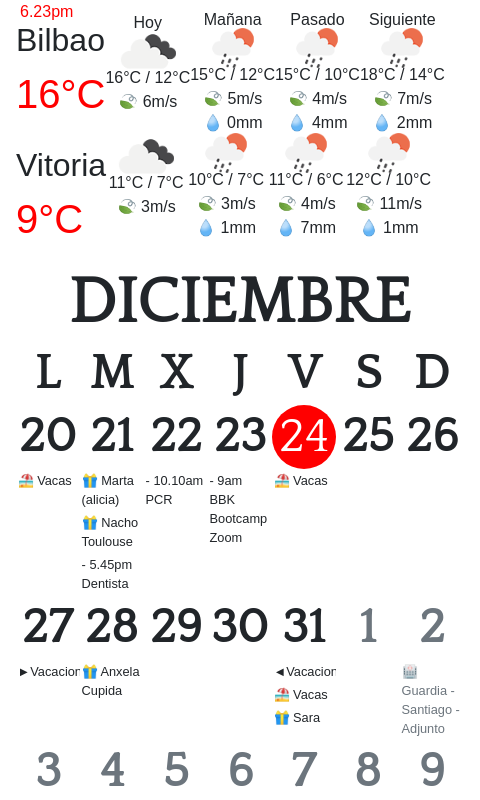 6.23pm
Bilbao
16°C
Hoy
16°C / 12°C
6m/s
Mañana
15°C / 12°C
5m/s
0mm
Pasado
15°C / 10°C
4m/s
4mm
Siguiente
18°C / 14°C
7m/s
2mm
Vitoria
9°C
11°C / 7°C
3m/s
10°C / 7°C
3m/s
1mm
11°C / 6°C
4m/s
7mm
12°C / 10°C
11m/s
1mm
DICIEMBRE
L M X J V S D
20 21 22 23 24 25 26
Vacas
Marta
(alicia)
Nacho
Toulouse
- 5.45pm
Dentista
- 10.10am
PCR
- 9am
BBK
Bootcamp
Zoom
Vacas
27 28 29 30 31 1 2
►Vacacion
Anxela
Cupida
◄Vacacion
Vacas
Sara
Guardia -
Santiago -
Adjunto
3 4 5 6 7 8 9